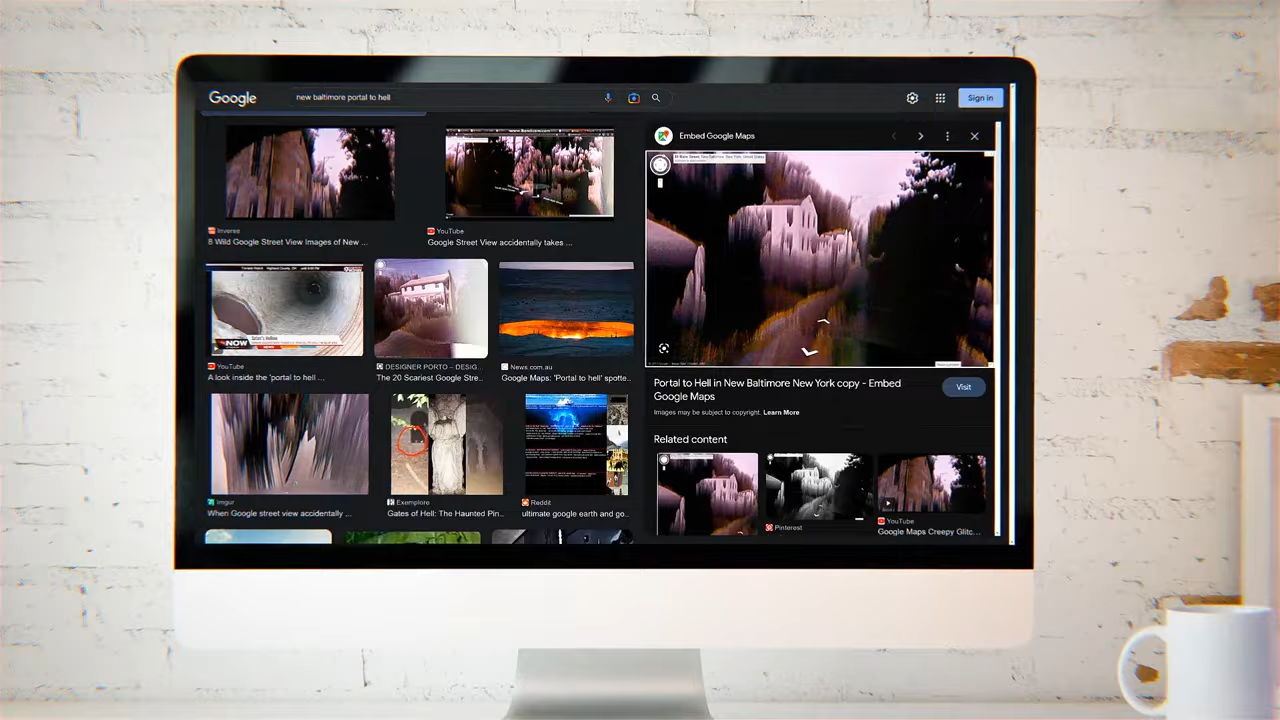 Google
new baltimore portal to hell
Sign in
Inverse
8 Wild Google Street View Images of New ...
YouTube
Google Street View accidentally takes ...
NOW
YouTube
A look inside the 'portal to hell ...
DESIGNER PORTO – DESIG...
The 20 Scariest Google Stre...
News.com.au
Google Maps: 'Portal to hell' spotte...
Imgur
When Google street view accidentally ...
Exemplore
Gates of Hell: The Haunted Pin...
Reddit
ultimate google earth and go...
Embed Google Maps
Portal to Hell in New Baltimore New York copy - Embed
Google Maps
Visit
Images may be subject to copyright. Learn More
Related content
Pinterest
YouTube
Google Maps Creepy Glitc...